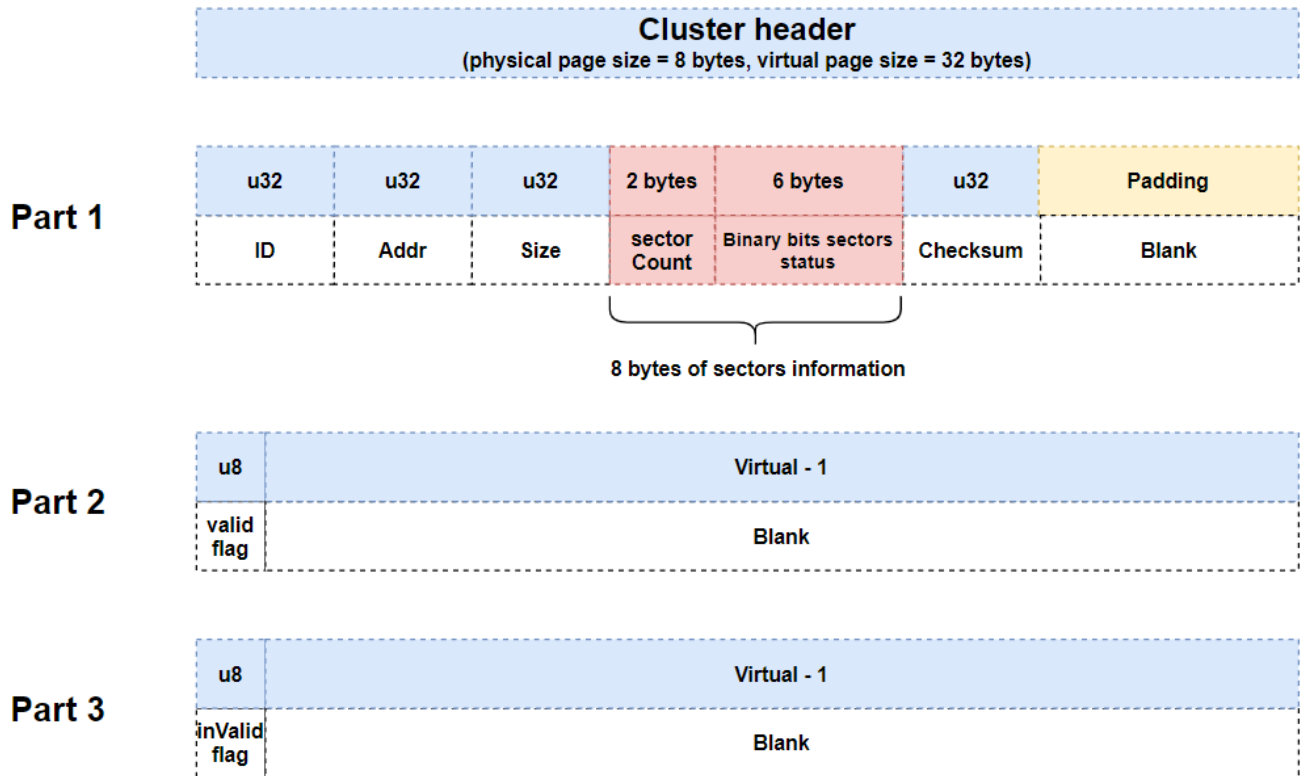 Cluster header
(physical page size = 8 bytes, virtual page size = 32 bytes)
Part 1
u32
u32
u32
2 bytes
6 bytes
u32
Padding
ID
Addr
Size
sector
Count
Binary bits sectors
status
Checksum
Blank
8 bytes of sectors information
Part 2
u8
Virtual - 1
valid
flag
Blank
Part 3
u8
Virtual - 1
inValid
flag
Blank